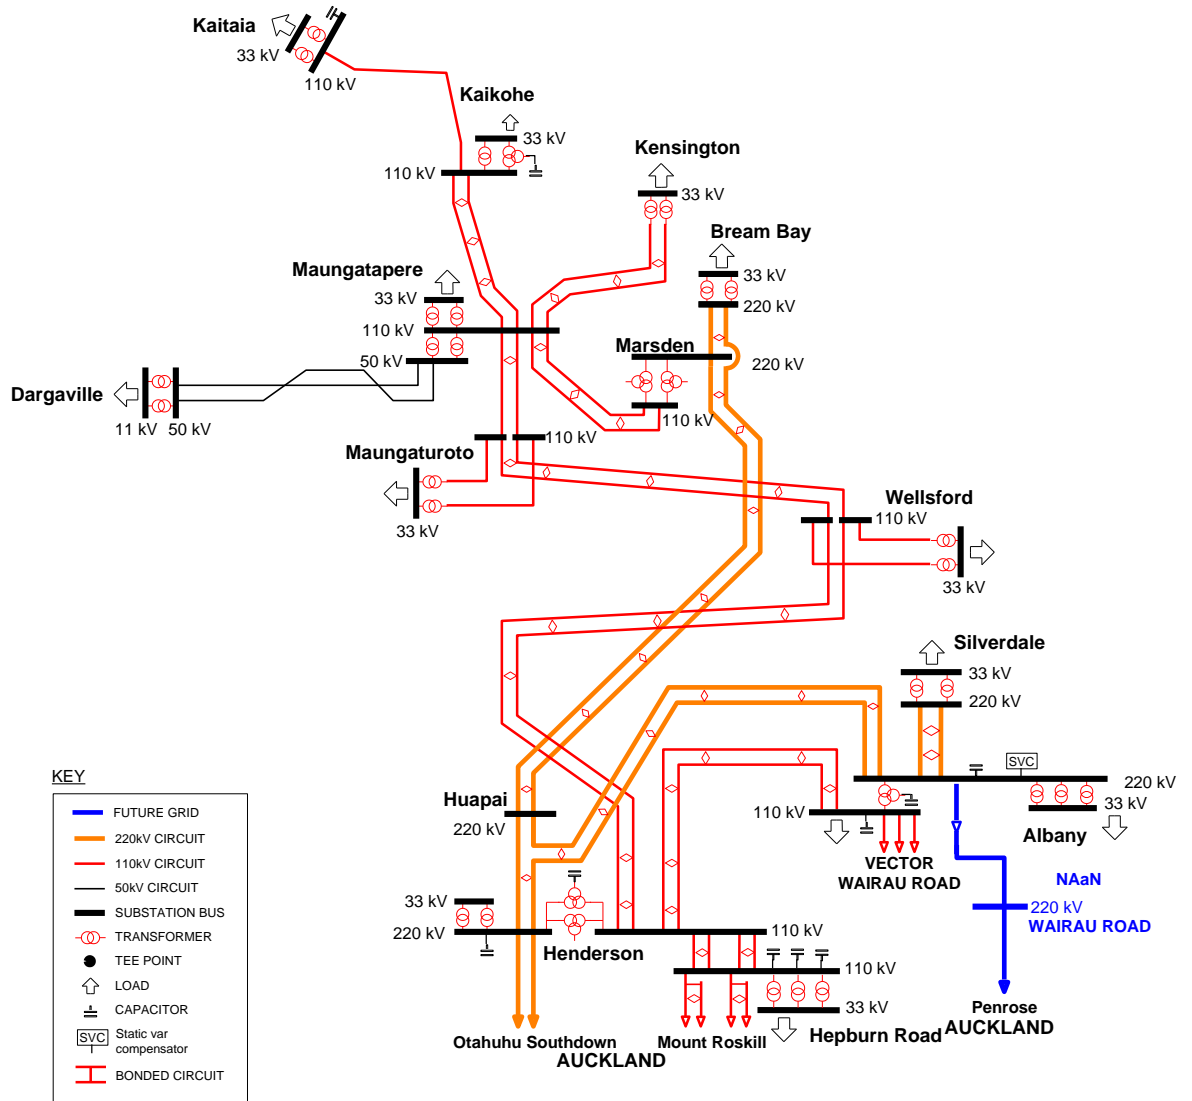 Kaitaia
33 kV
110 kV
Kaikohe
33 kV
110 kV
Kensington
33 kV
Bream Bay
33 kV
220 kV
Maungatapere
33 kV
110 kV
50 kV
Marsden
220 kV
110 kV
Dargaville
11 kV
50 kV
110 kV
Maungaturoto
33 kV
Wellsford
110 kV
33 kV
Silverdale
33 kV
220 kV
SVC
220 kV
33 kV
Albany
110 kV
VECTOR
WAIRAU ROAD
NAaN
220 kV
WAIRAU ROAD
Penrose
AUCKLAND
Huapai
220 kV
33 kV
220 kV
Henderson
110 kV
110 kV
33 kV
Hepburn Road
Otahuhu Southdown
AUCKLAND
Mount Roskill
KEY
FUTURE GRID
220kV CIRCUIT
110kV CIRCUIT
50kV CIRCUIT
SUBSTATION BUS
TRANSFORMER
TEE POINT
LOAD
CAPACITOR
SVC
Static var
compensator
BONDED CIRCUIT